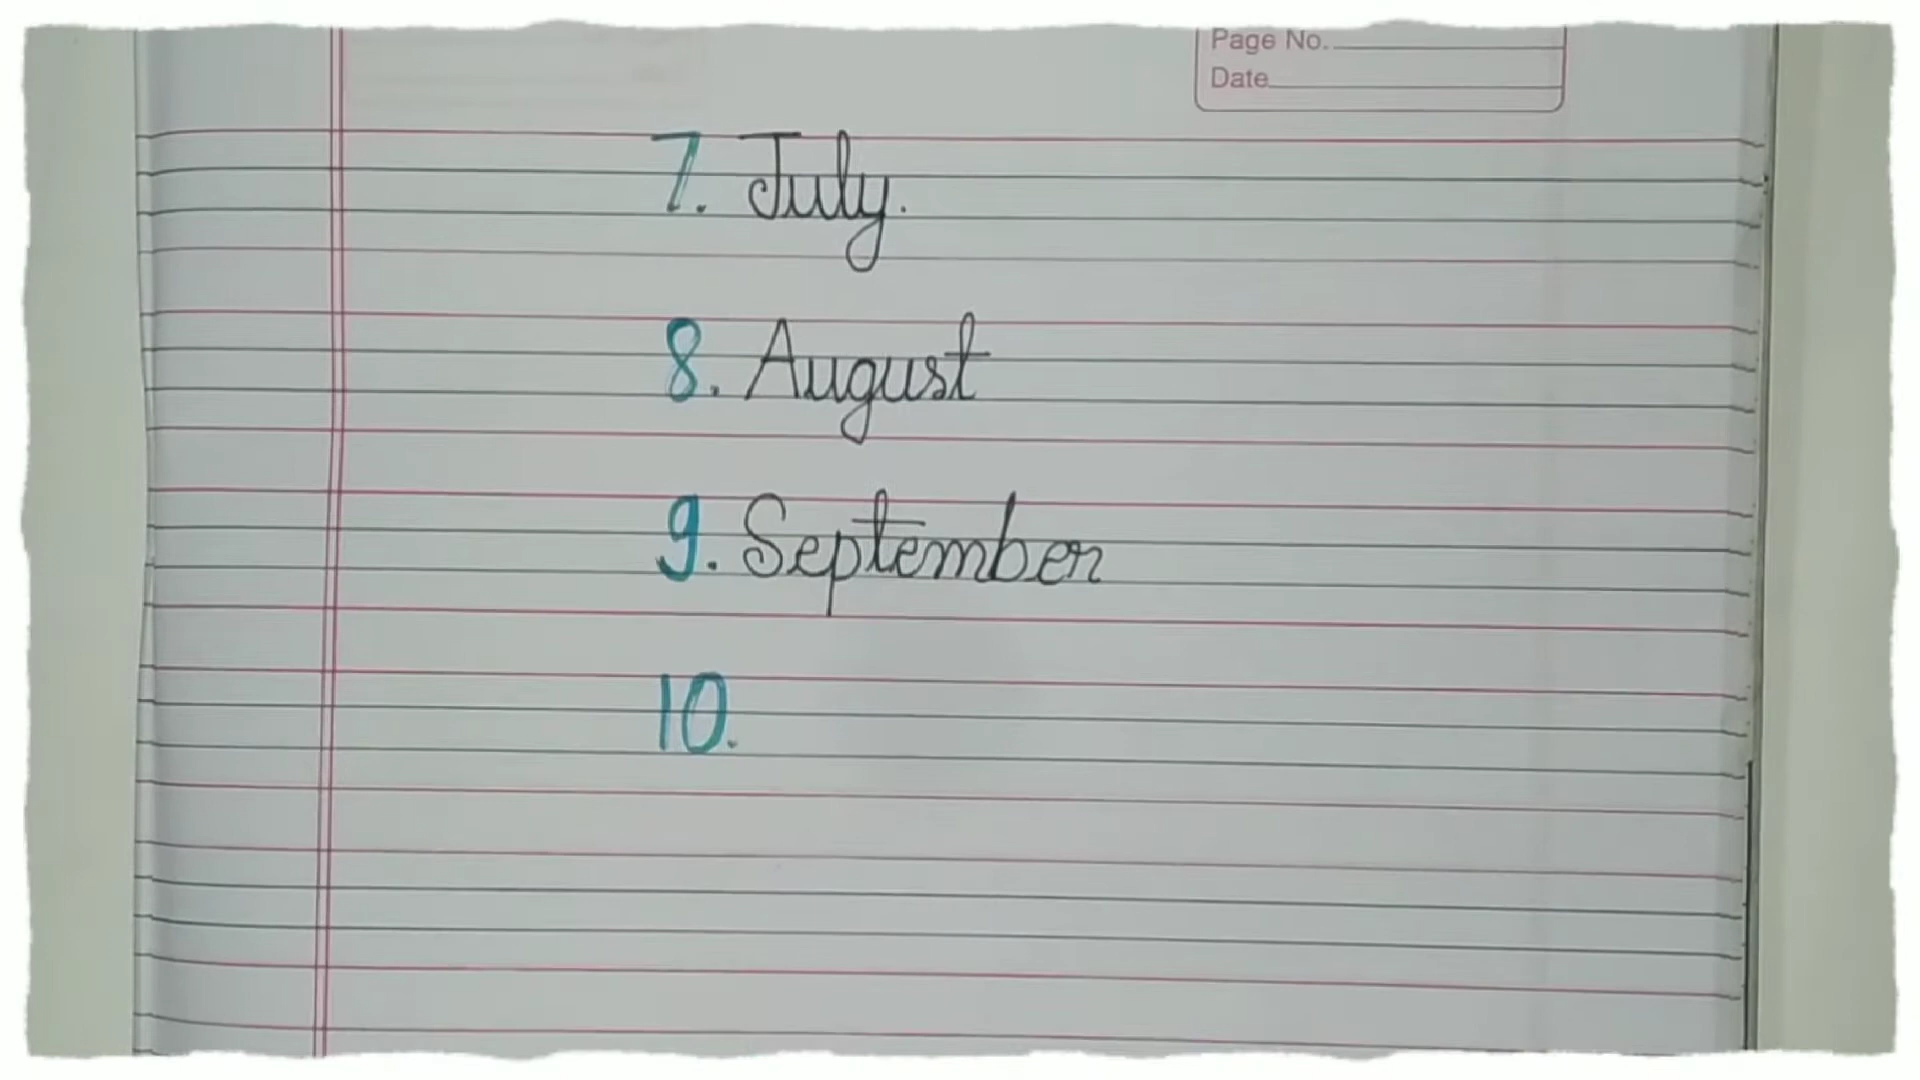 Page No.
Date
7. July.
8. August
9. September
10.